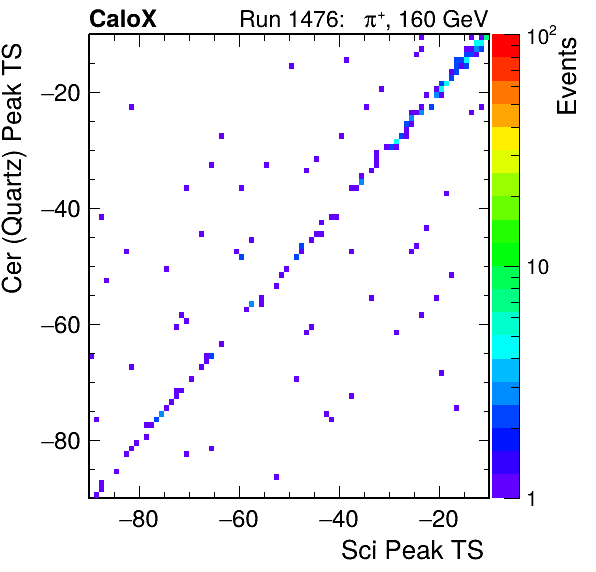 CaloX Run 1476: π⁺, 160 GeV
Cer (Quartz) Peak TS
−20
−40
−60
−80
−80 −60 −40 −20
Sci Peak TS
10²
10
1
Events